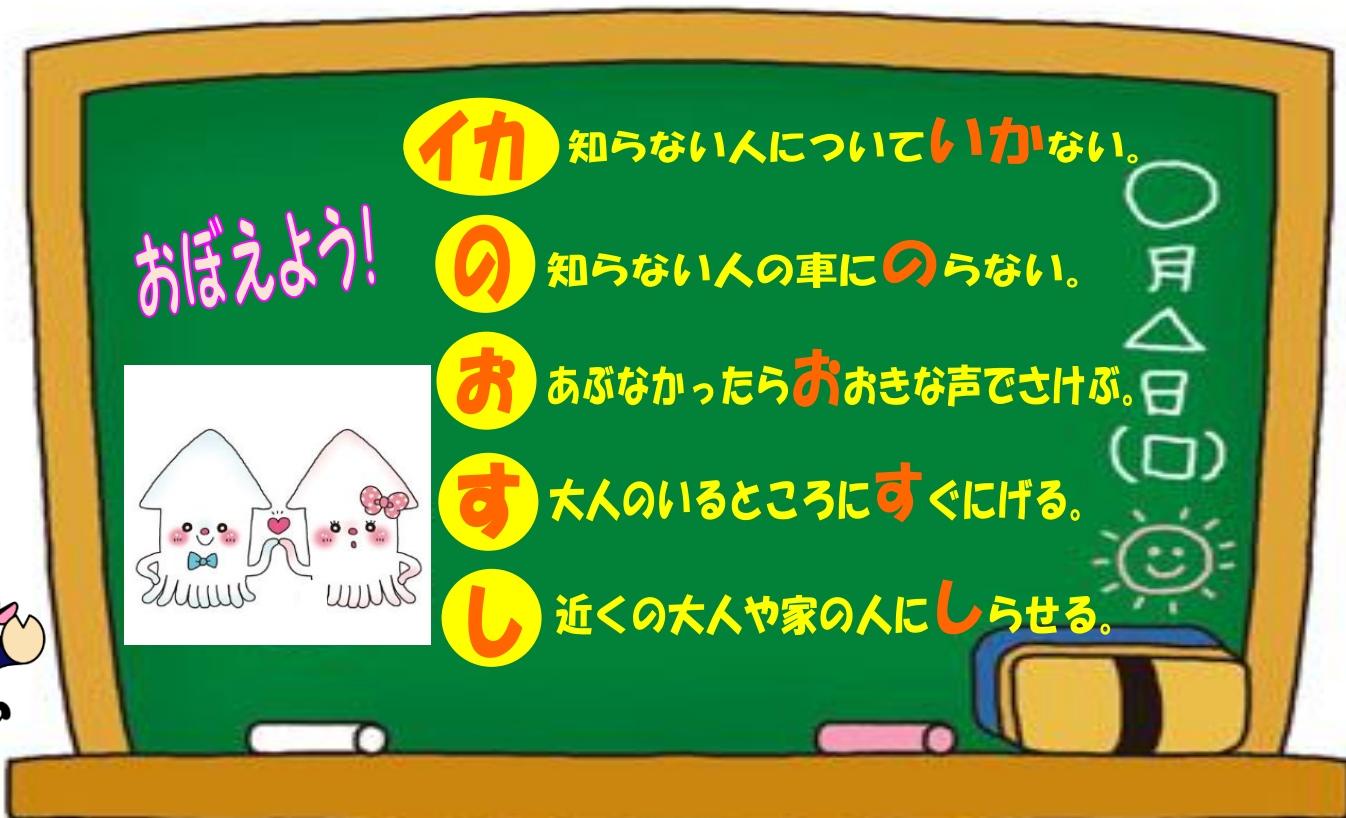 おぼえよう!
イカ 知らない人についていかない。
の 知らない人の車にのらない。
お あぶなかったらおおきな声でさけぶ。
す 大人のいるところにすぐにげる。
し 近くの大人や家の人にしらせる。
○月△日(□)